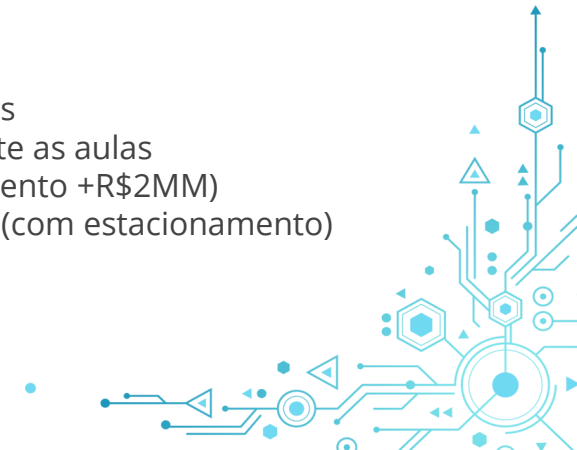 s
te as aulas
ento +R$2MM)
(com estacionamento)